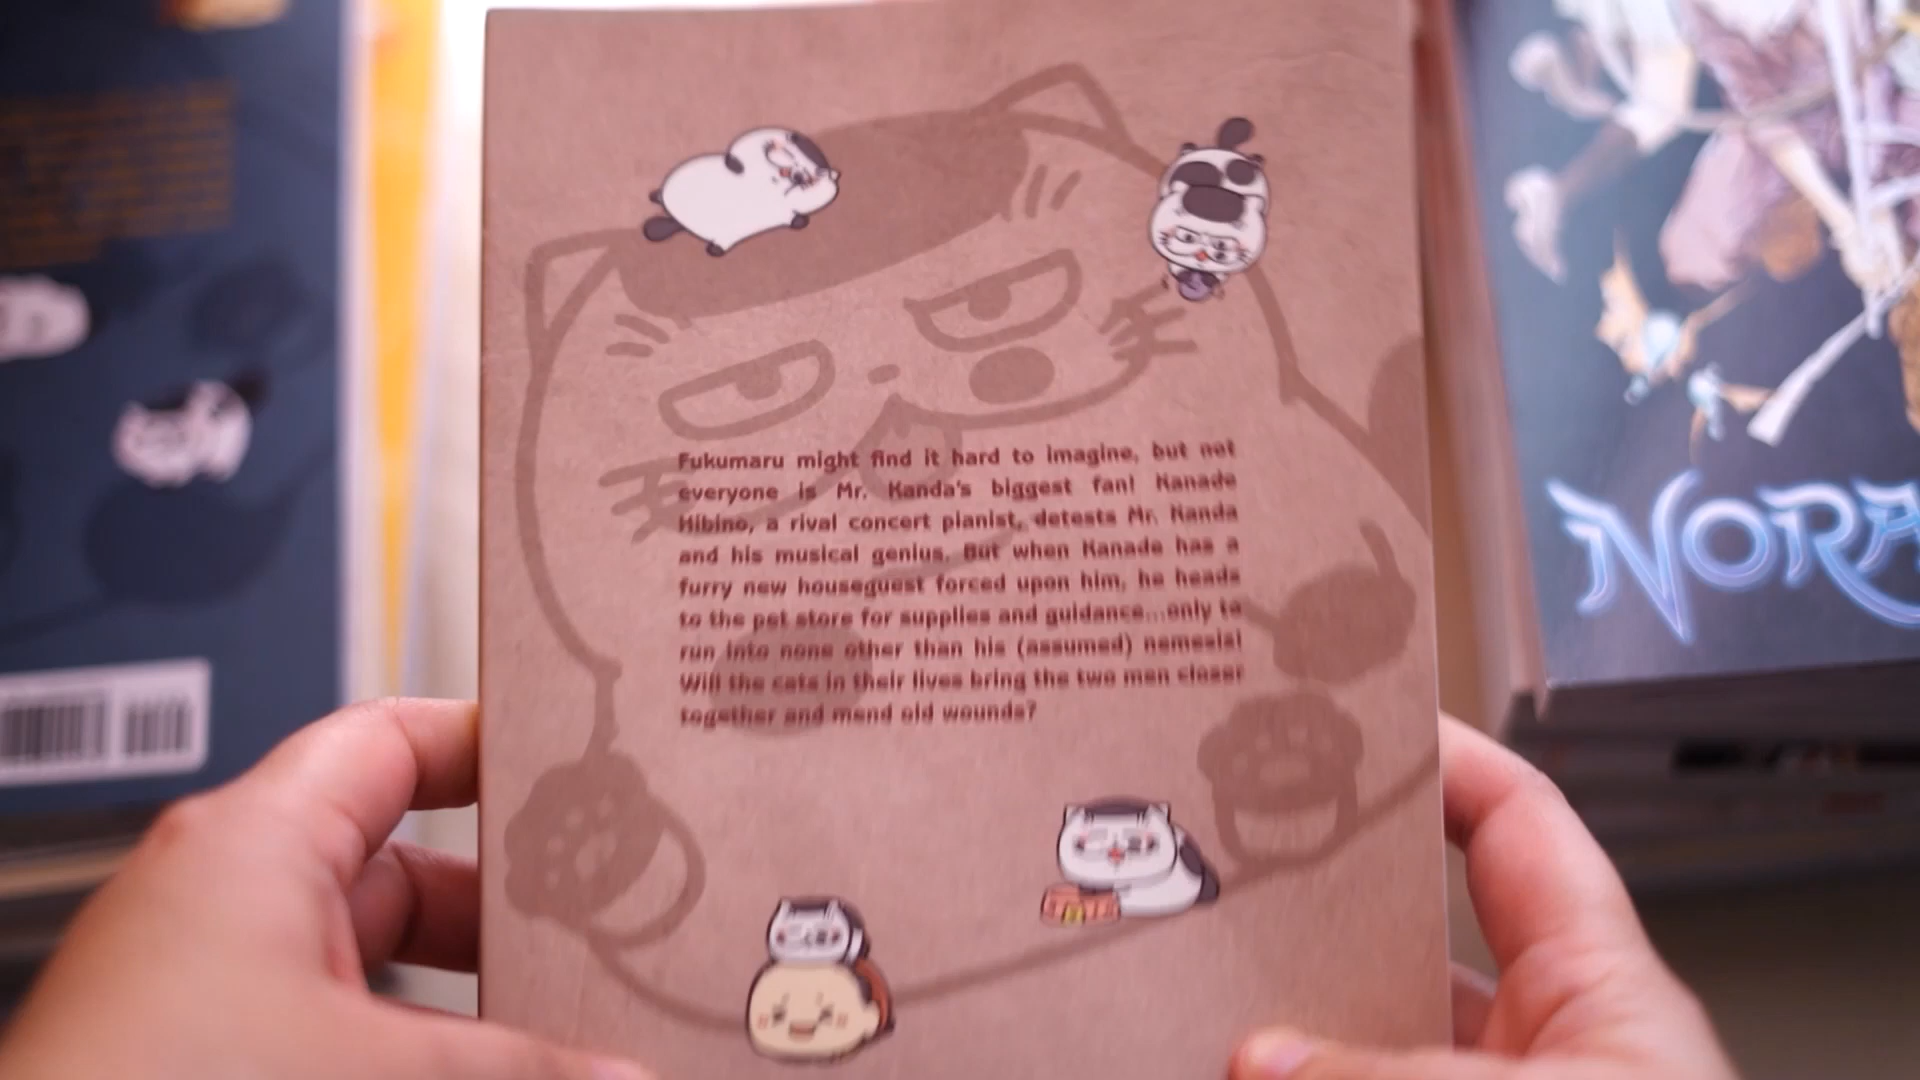 Fukumaru might find it hard to imagine, but not
everyone is Mr. Kanda's biggest fan! Kanade
Hibino, a rival concert pianist, detests Mr. Kanda
and his musical genius. But when Kanade has a
furry new houseguest forced upon him, he heads
to the pet store for supplies and guidance...only to
run into none other than his (assumed) nemesis!
Will the cats in their lives bring the two men closer
together and mend old wounds?
NORA